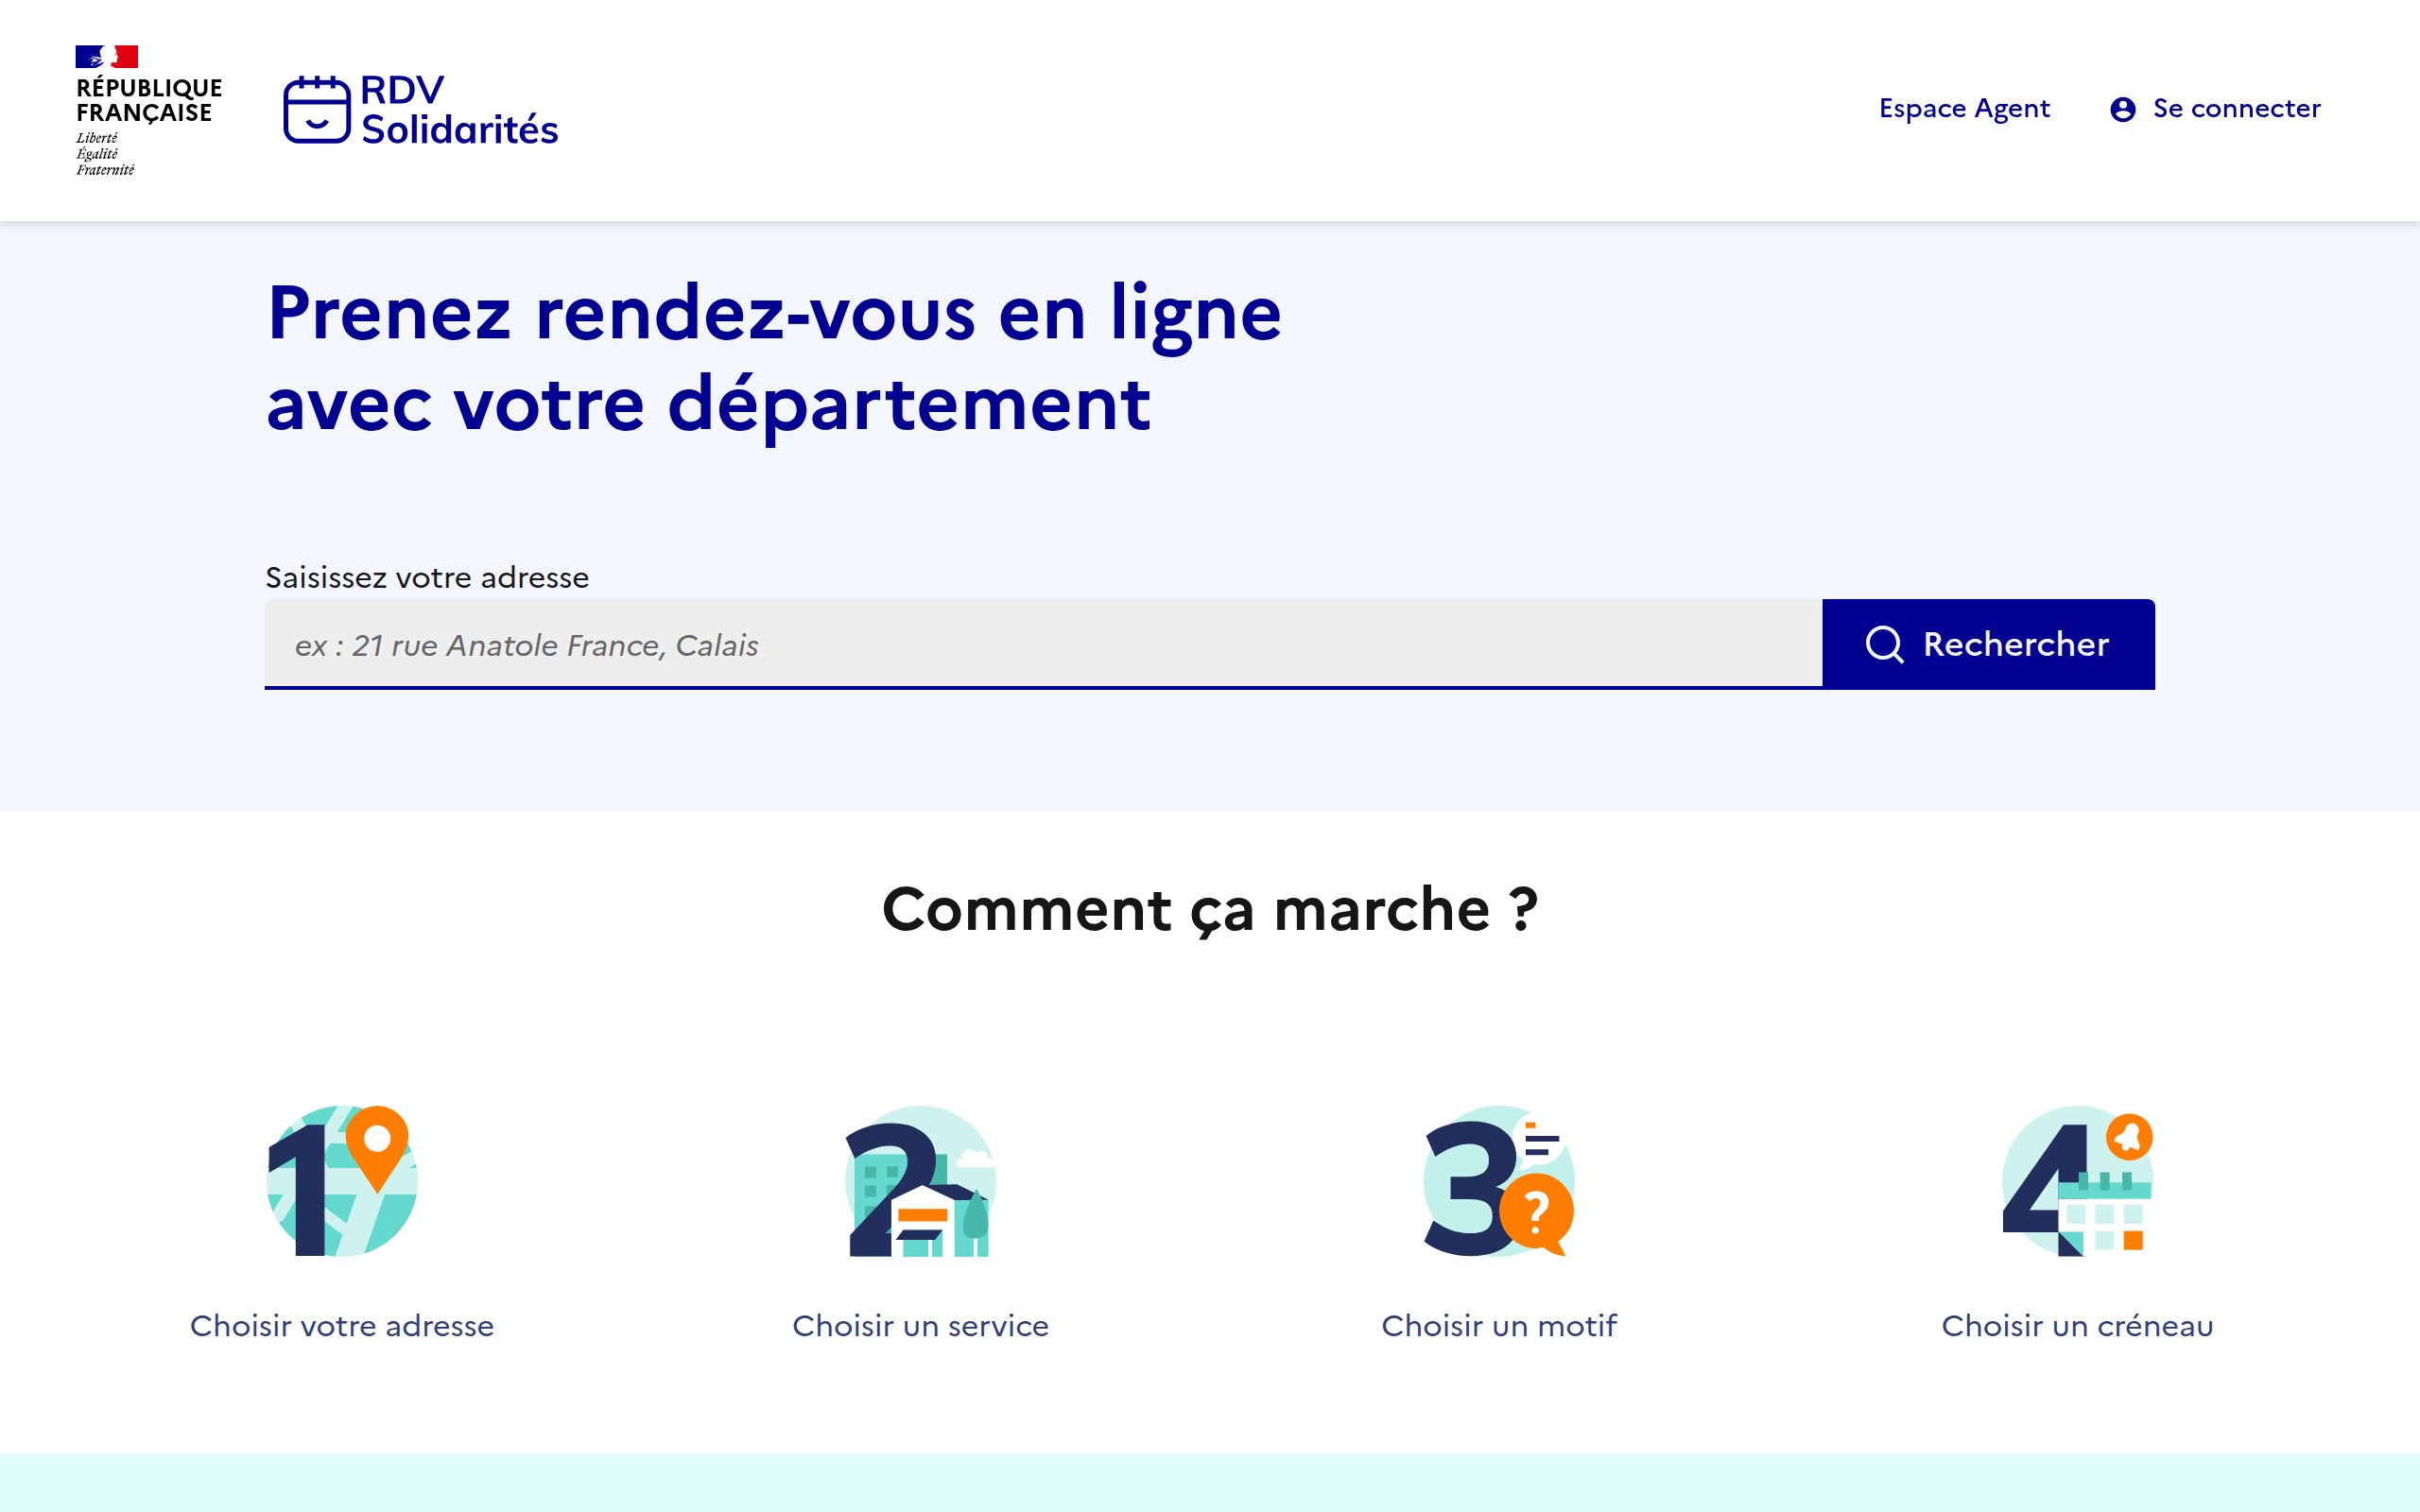 RÉPUBLIQUE
FRANÇAISE
Liberté
Égalité
Fraternité
RDV
Solidarités
Espace Agent
Se connecter
Prenez rendez-vous en ligne
avec votre département
Saisissez votre adresse
ex : 21 rue Anatole France, Calais
Rechercher
Comment ça marche ?
1
2
3
?
4
Choisir votre adresse
Choisir un service
Choisir un motif
Choisir un créneau